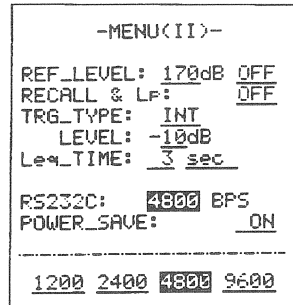 -MENU(II)-
REF_LEVEL: 170dB OFF
RECALL & Lp: OFF
TRG_TYPE: INT
LEVEL: -10dB
Leq_TIME: 3 sec
RS232C: 4800 BPS
POWER_SAVE: ON
1200 2400 4800 9600